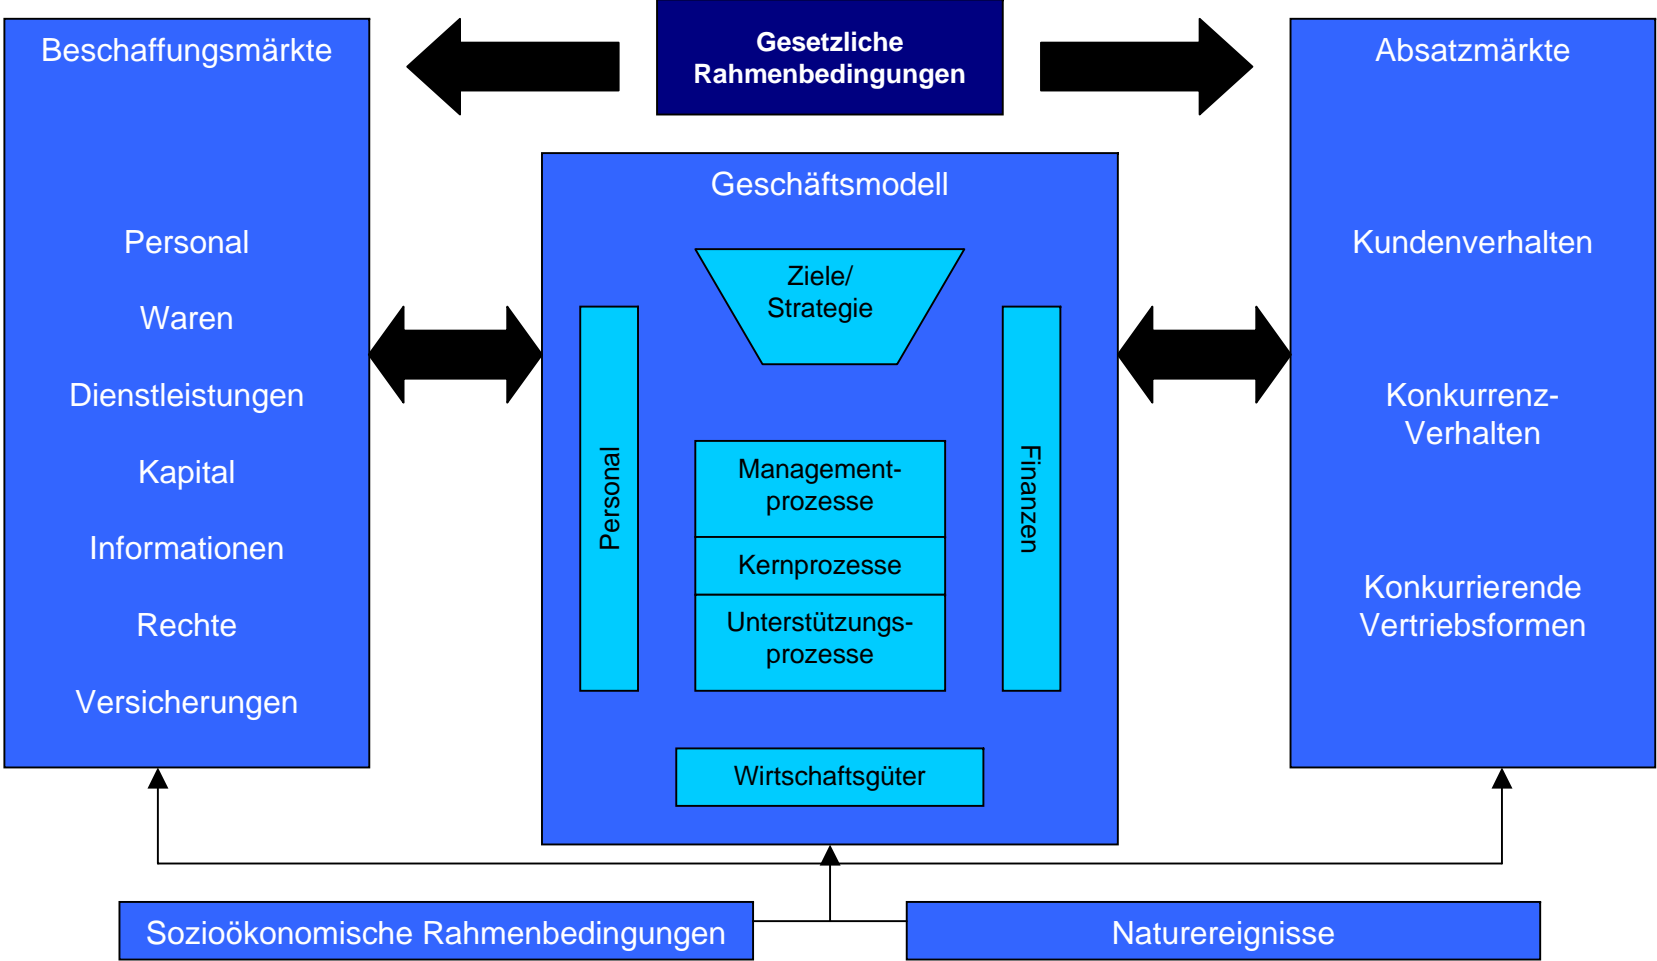 Beschaffungsmärkte
Personal
Waren
Dienstleistungen
Kapital
Informationen
Rechte
Versicherungen
Gesetzliche
Rahmenbedingungen
Geschäftsmodell
Ziele/
Strategie
Personal
Management-
prozesse
Kernprozesse
Unterstützungs-
prozesse
Finanzen
Wirtschaftsgüter
Absatzmärkte
Kundenverhalten
Konkurrenz-
Verhalten
Konkurrierende
Vertriebsformen
Sozioökonomische Rahmenbedingungen
Naturereignisse